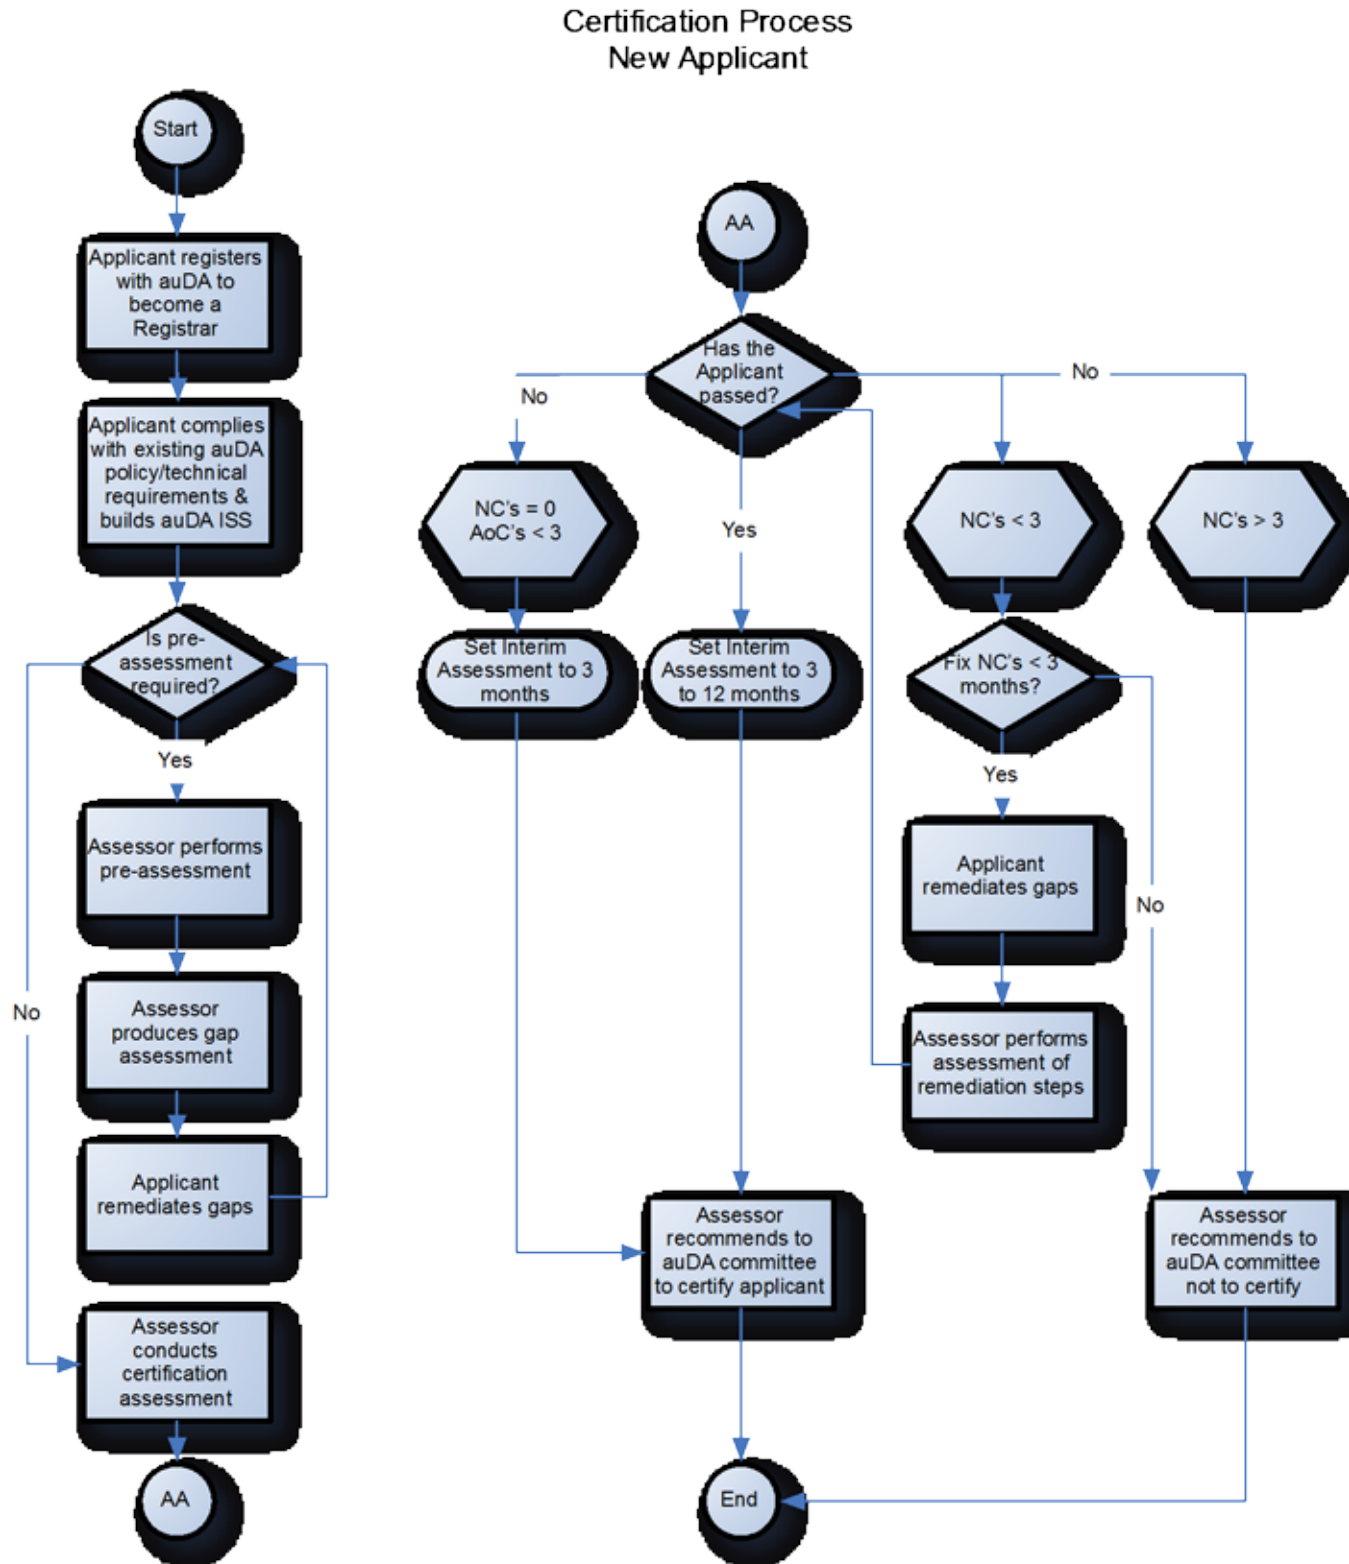 Certification Process
New Applicant
Start
Applicant registers
with auDA to
become a
Registrar
Applicant complies
with existing auDA
policy/technical
requirements &
builds auDA ISS
Is pre-
assessment
required?
Yes
No
Assessor performs
pre-assessment
Assessor
produces gap
assessment
Applicant
remediates gaps
Assessor
conducts
certification
assessment
AA
AA
Has the
Applicant
passed?
No
Yes
No
NC's = 0
AoC's < 3
Set Interim
Assessment to 3
months
Set Interim
Assessment to 3
to 12 months
NC's < 3
NC's > 3
Fix NC's < 3
months?
Yes
No
Applicant
remediates gaps
Assessor performs
assessment of
remediation steps
Assessor
recommends to
auDA committee
to certify applicant
Assessor
recommends to
auDA committee
not to certify
End